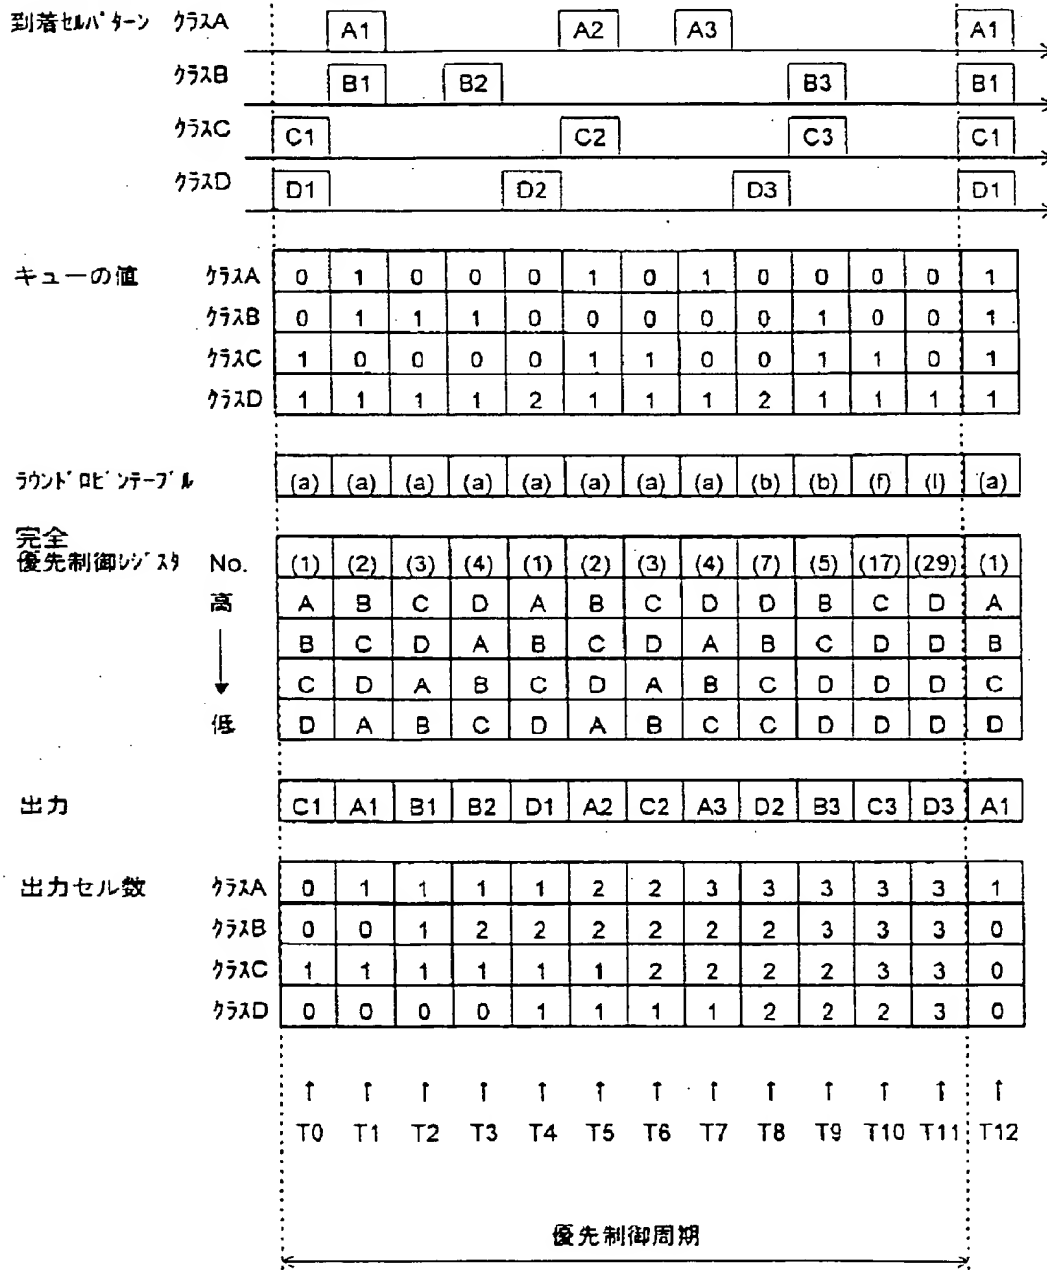 到着セルパターン クラスA A1 A2 A3 A1
クラスB B1 B2 B3 B1
クラスC C1 C2 C3 C1
クラスD D1 D2 D3 D1
キューの値 クラスA 0 1 0 0 0 1 0 1 0 0 0 0 1
クラスB 0 1 1 1 0 0 0 0 0 1 0 0 1
クラスC 1 0 0 0 0 1 1 0 0 1 1 0 1
クラスD 1 1 1 1 2 1 1 1 2 1 1 1 1
ラウンドロビンテーブル (a) (a) (a) (a) (a) (a) (a) (a) (b) (b) (f) (l) (a)
完全
優先制御レジスタ No. (1) (2) (3) (4) (1) (2) (3) (4) (7) (5) (17) (29) (1)
高 A B C D A B C D D B C D A
B C D A B C D A B C D D B
C D A B C D A B C D D D C
低 D A B C D A B C C D D D D
出力 C1 A1 B1 B2 D1 A2 C2 A3 D2 B3 C3 D3 A1
出力セル数 クラスA 0 1 1 1 1 2 2 3 3 3 3 3 1
クラスB 0 0 1 2 2 2 2 2 2 3 3 3 0
クラスC 1 1 1 1 1 1 2 2 2 2 3 3 0
クラスD 0 0 0 0 1 1 1 1 2 2 2 3 0
T0 T1 T2 T3 T4 T5 T6 T7 T8 T9 T10 T11 T12
優先制御周期